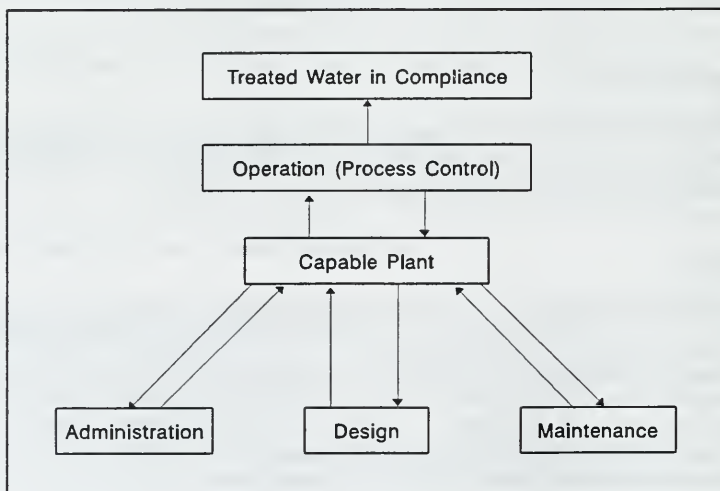 Treated Water in Compliance
Operation (Process Control)
Capable Plant
Administration
Design
Maintenance